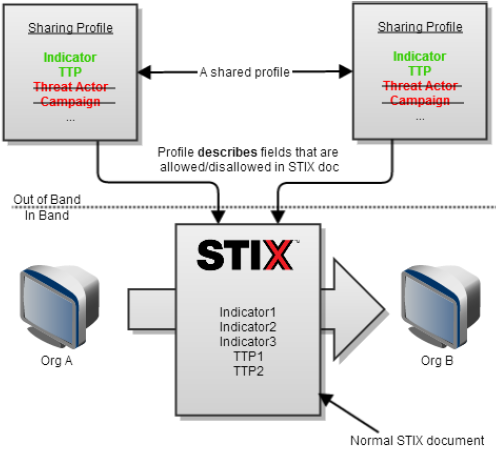 Sharing Profile
Indicator
TTP
Threat Actor
Campaign
...
Sharing Profile
Indicator
TTP
Threat Actor
Campaign
...
A shared profile
Profile describes fields that are
allowed/disallowed in STIX doc
Out of Band
In Band
STIX™
Indicator1
Indicator2
Indicator3
TTP1
TTP2
Org A
Org B
Normal STIX document